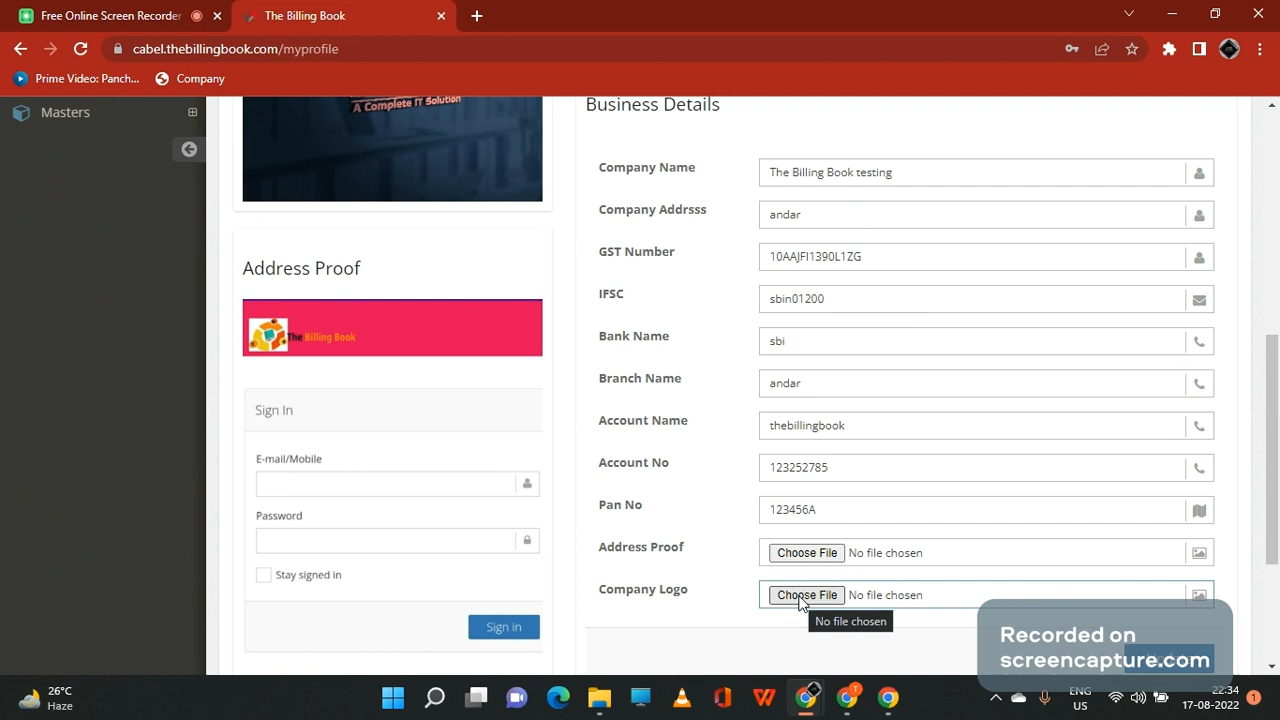 Free Online Screen Recorder
The Billing Book
cabel.thebillingbook.com/myprofile
Prime Video: Panch...
Company
Masters
A Complete IT Solution
Business Details
Company Name
The Billing Book testing
Company Addrsss
andar
GST Number
10AAJFI1390L1ZG
IFSC
sbin01200
Bank Name
sbi
Branch Name
andar
Account Name
thebillingbook
Account No
123252785
Pan No
123456A
Address Proof
Choose File No file chosen
Company Logo
Choose File No file chosen
No file chosen
Address Proof
The Billing Book
Sign In
E-mail/Mobile
Password
Stay signed in
Sign in
Recorded on
screencapture.com
26°C
Haze
T
ENG
US
22:34
17-08-2022
1